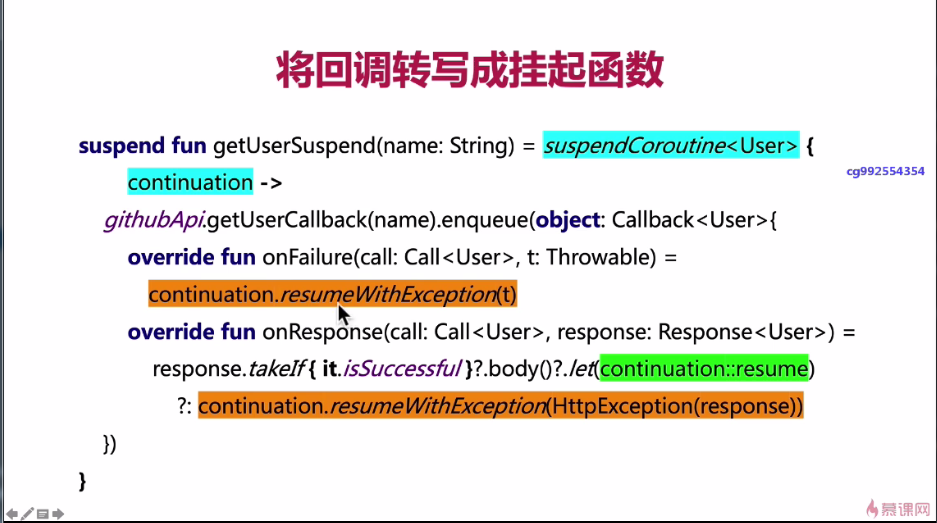 将回调转写成挂起函数
suspend fun getUserSuspend(name: String) = suspendCoroutine<User> {
continuation ->
cg992554354
githubApi.getUserCallback(name).enqueue(object: Callback<User>{
override fun onFailure(call: Call<User>, t: Throwable) =
continuation.resumeWithException(t)
override fun onResponse(call: Call<User>, response: Response<User>) =
response.takeIf { it.isSuccessful }?.body()?.let(continuation::resume)
?: continuation.resumeWithException(HttpException(response))
})
}
慕课网